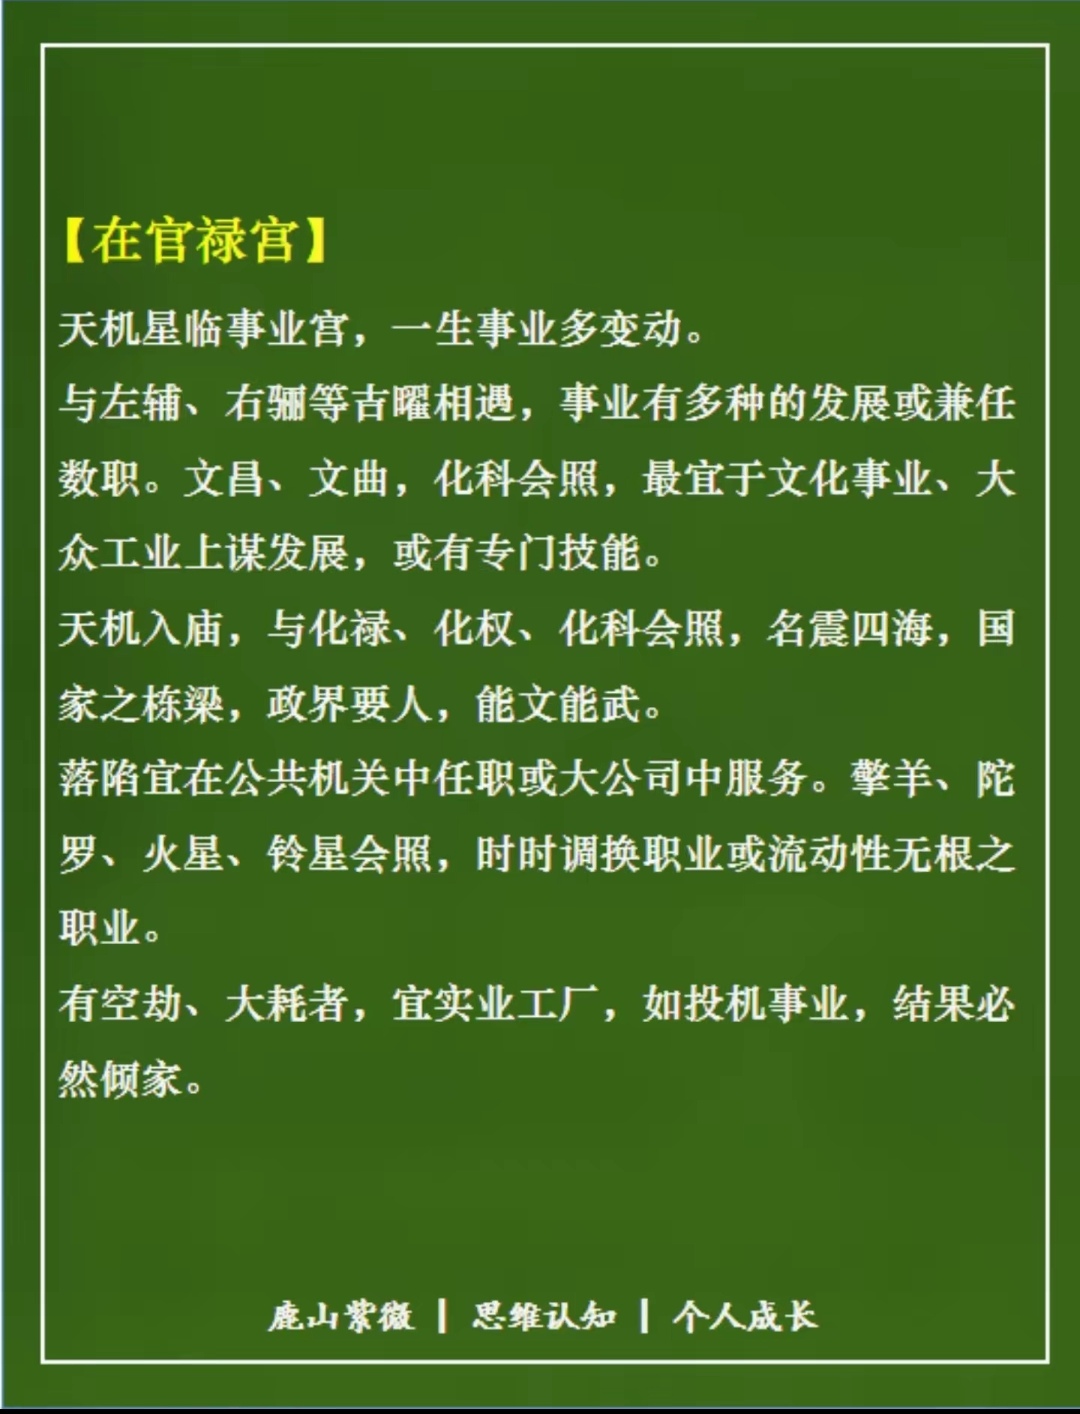 【在官禄宫】
天机星临事业宫，一生事业多变动。
与左辅、右骊等吉曜相遇，事业有多种的发展或兼任
数职。文昌、文曲，化科会照，最宜于文化事业、大
众工业上谋发展，或有专门技能。
天机入庙，与化禄、化权、化科会照，名震四海，国
家之栋梁，政界要人，能文能武。
落陷宜在公共机关中任职或大公司中服务。擎羊、陀
罗、火星、铃星会照，时时调换职业或流动性无根之
职业。
有空劫、大耗者，宜实业工厂，如投机事业，结果必
然倾家。
鹿山紫微 | 思维认知 | 个人成长